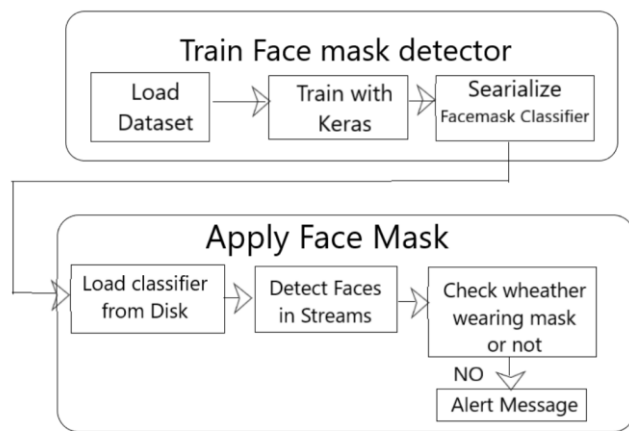 Train Face mask detector
Load
Dataset
Train with
Keras
Searialize
Facemask Classifier
Apply Face Mask
Load classifier
from Disk
Detect Faces
in Streams
Check wheather
wearing mask
or not
NO
Alert Message